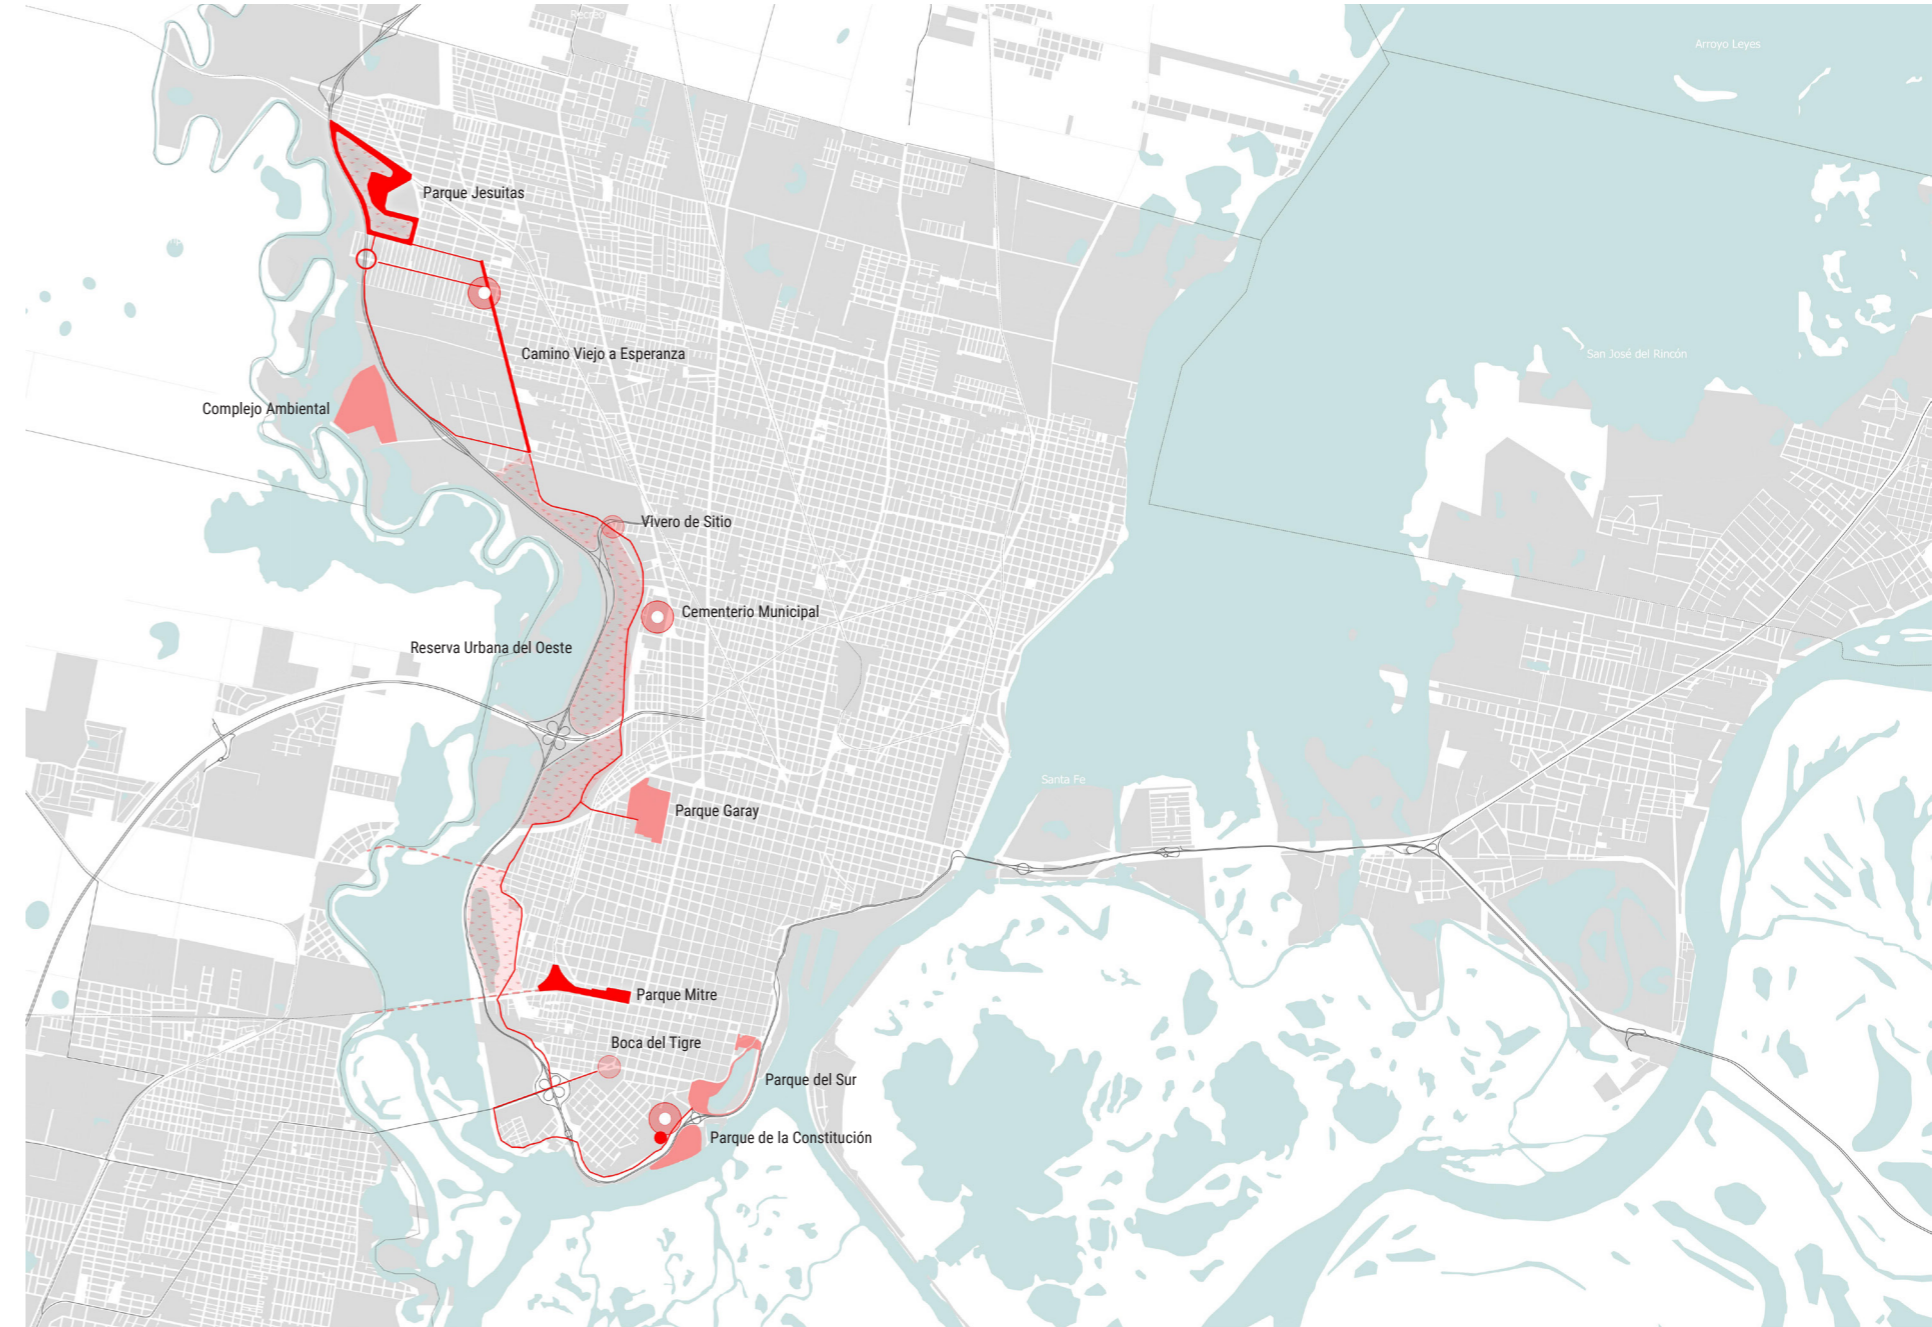 Recreo
Arroyo Leyes
Parque Jesuitas
Camino Viejo a Esperanza
San José del Rincón
Complejo Ambiental
Vivero de Sitio
Cementerio Municipal
Reserva Urbana del Oeste
Santa Fe
Parque Garay
Parque Mitre
Boca del Tigre
Parque del Sur
Parque de la Constitución